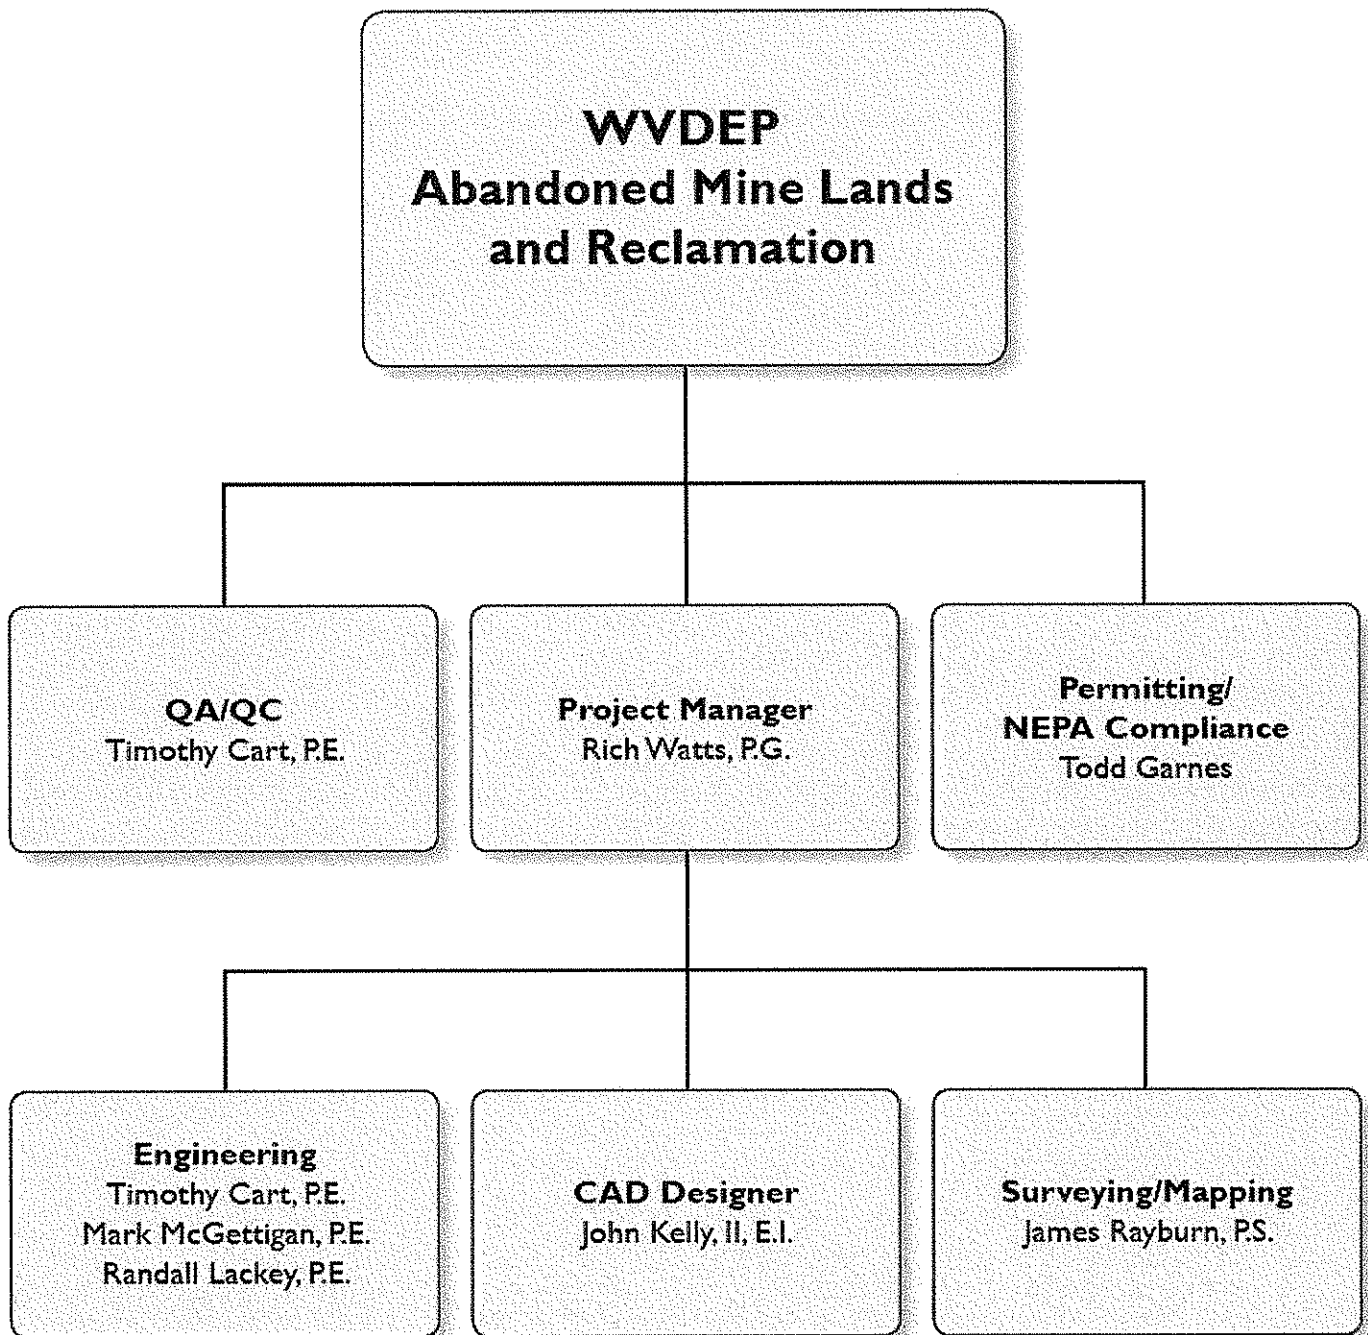 WVDEP
Abandoned Mine Lands
and Reclamation
QA/QC
Timothy Cart, P.E.
Project Manager
Rich Watts, P.G.
Permitting/
NEPA Compliance
Todd Garnes
Engineering
Timothy Cart, P.E.
Mark McGettigan, P.E.
Randall Lackey, P.E.
CAD Designer
John Kelly, II, E.I.
Surveying/Mapping
James Rayburn, P.S.